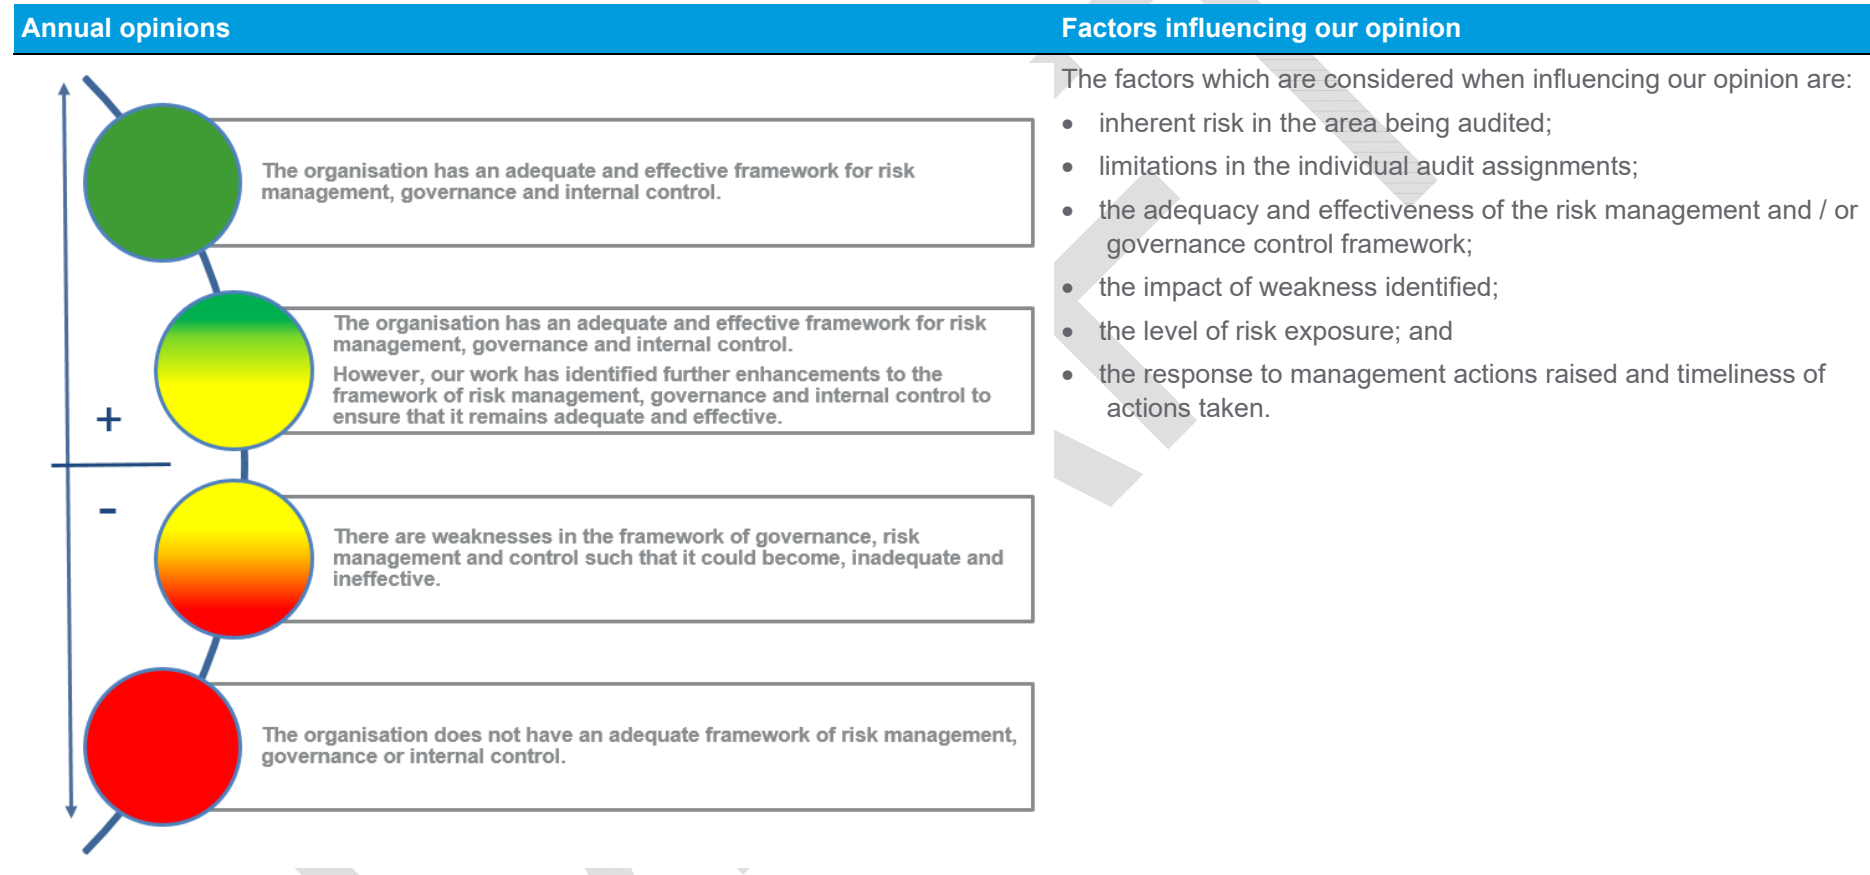 Annual opinions
Factors influencing our opinion
The organisation has an adequate and effective framework for risk
management, governance and internal control.
The organisation has an adequate and effective framework for risk
management, governance and internal control.
However, our work has identified further enhancements to the
framework of risk management, governance and internal control to
ensure that it remains adequate and effective.
+
-
There are weaknesses in the framework of governance, risk
management and control such that it could become, inadequate and
ineffective.
The organisation does not have an adequate framework of risk management,
governance or internal control.
The factors which are considered when influencing our opinion are:
• inherent risk in the area being audited;
• limitations in the individual audit assignments;
• the adequacy and effectiveness of the risk management and / or
governance control framework;
• the impact of weakness identified;
• the level of risk exposure; and
• the response to management actions raised and timeliness of
actions taken.